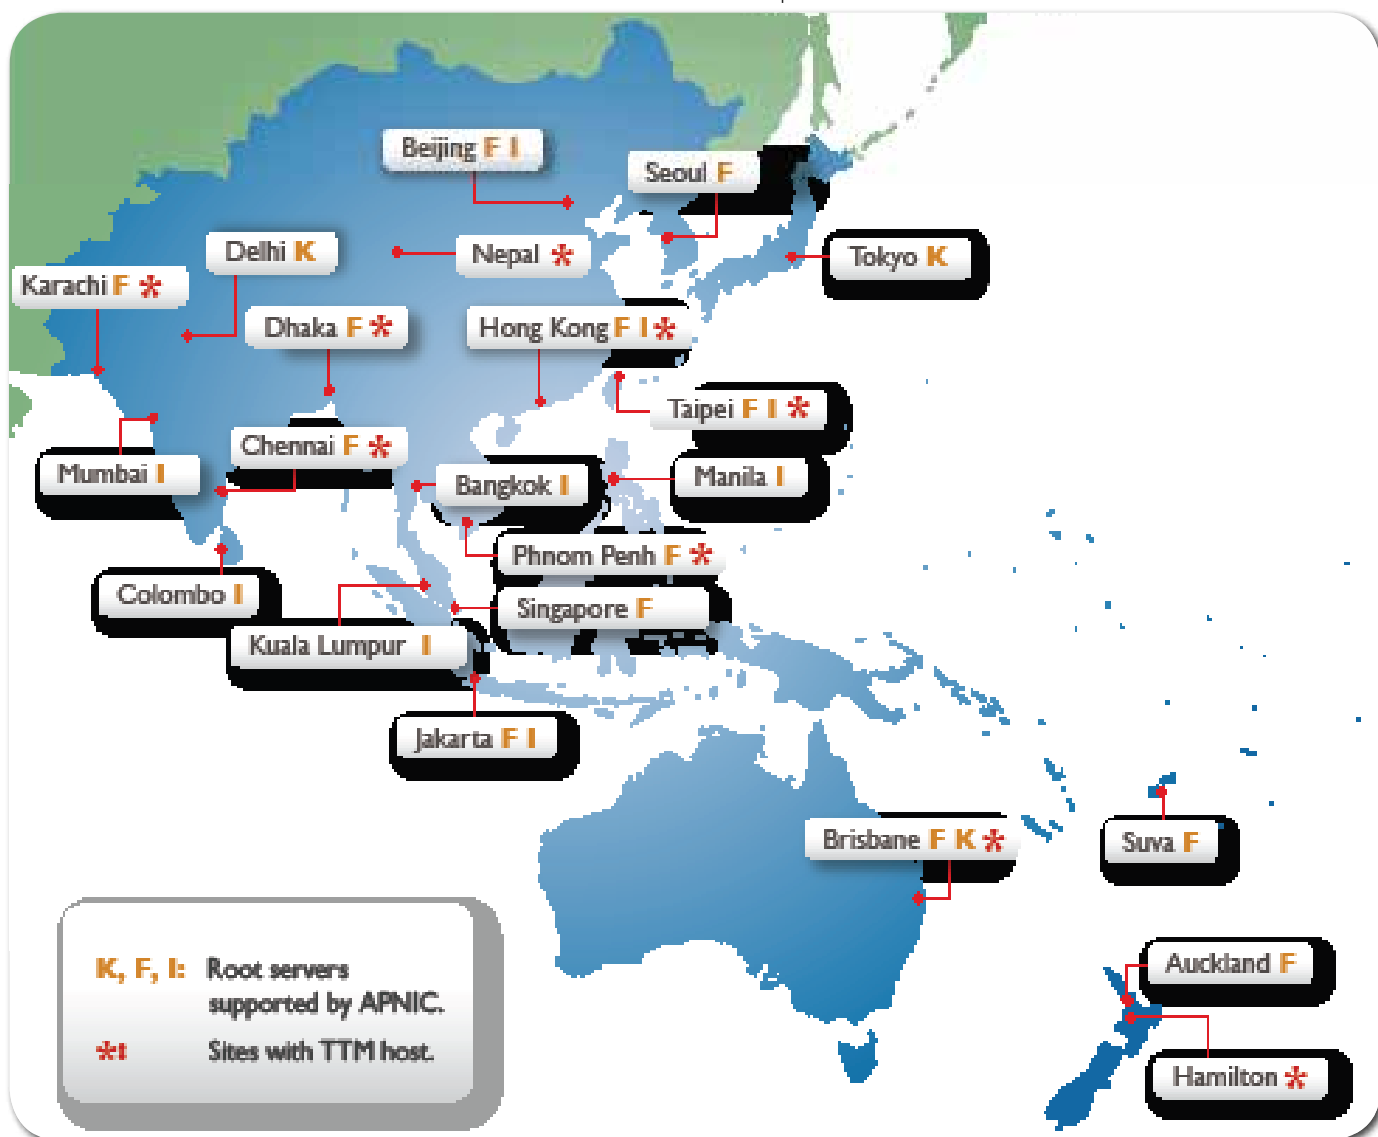 Beijing F I
Seoul F
Delhi K
Nepal *
Tokyo K
Karachi F *
Dhaka F *
Hong Kong F I *
Taipei F I *
Chennai F *
Mumbai I
Bangkok I
Manila I
Phnom Penh F *
Colombo I
Singapore F
Kuala Lumpur I
Jakarta F I
Brisbane F K *
Suva F
Auckland F
Hamilton *
K, F, I: Root servers
supported by APNIC.
*: Sites with TTM host.